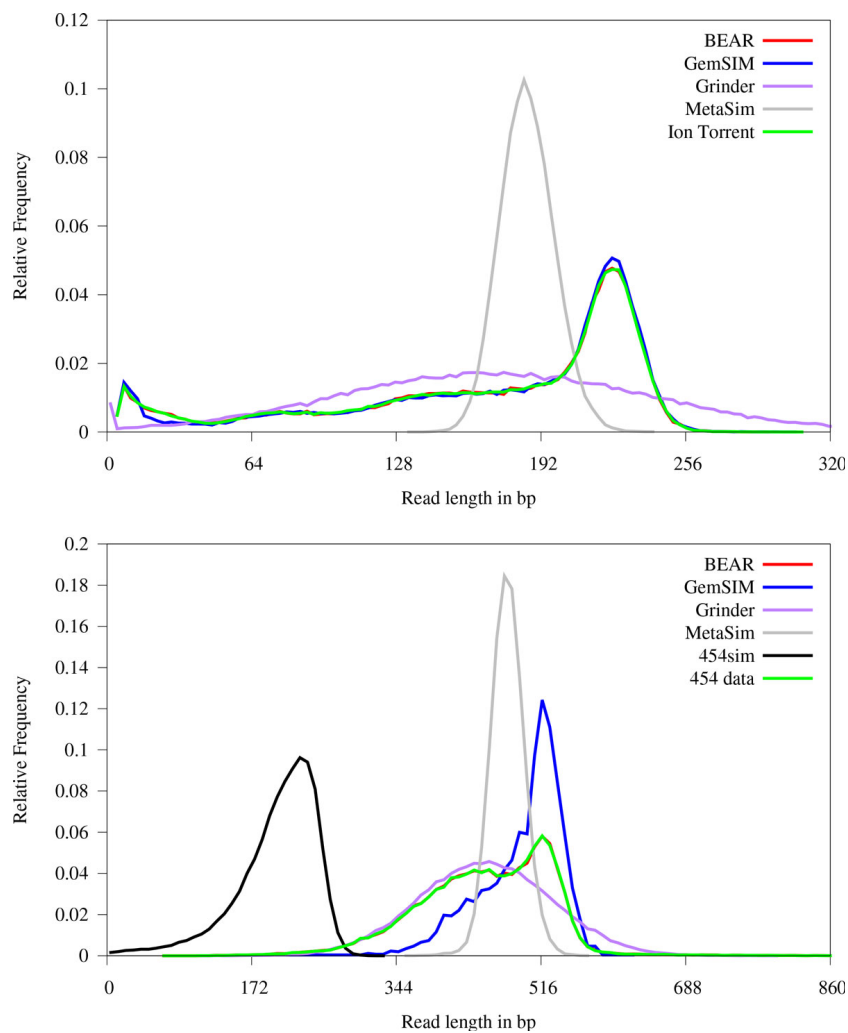 0.12
0.1
0.08
0.06
0.04
0.02
0
Relative Frequency
BEAR
GemSIM
Grinder
MetaSim
Ion Torrent
0 64 128 192 256 320
Read length in bp
0.2
0.18
0.16
0.14
0.12
0.1
0.08
0.06
0.04
0.02
0
Relative Frequency
BEAR
GemSIM
Grinder
MetaSim
454sim
454 data
0 172 344 516 688 860
Read length in bp